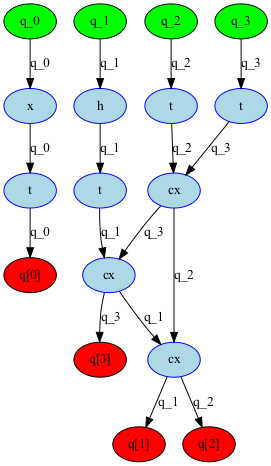 q_0 q_1 q_2 q_3
q_0 q_1 q_2 q_3
x h t t
q_0 q_1 q_2 q_3
t t cx
q_0 q_1 q_3
q[0] cx q_2
q_3 q_1
q[3] cx
q_1 q_2
q[1] q[2]